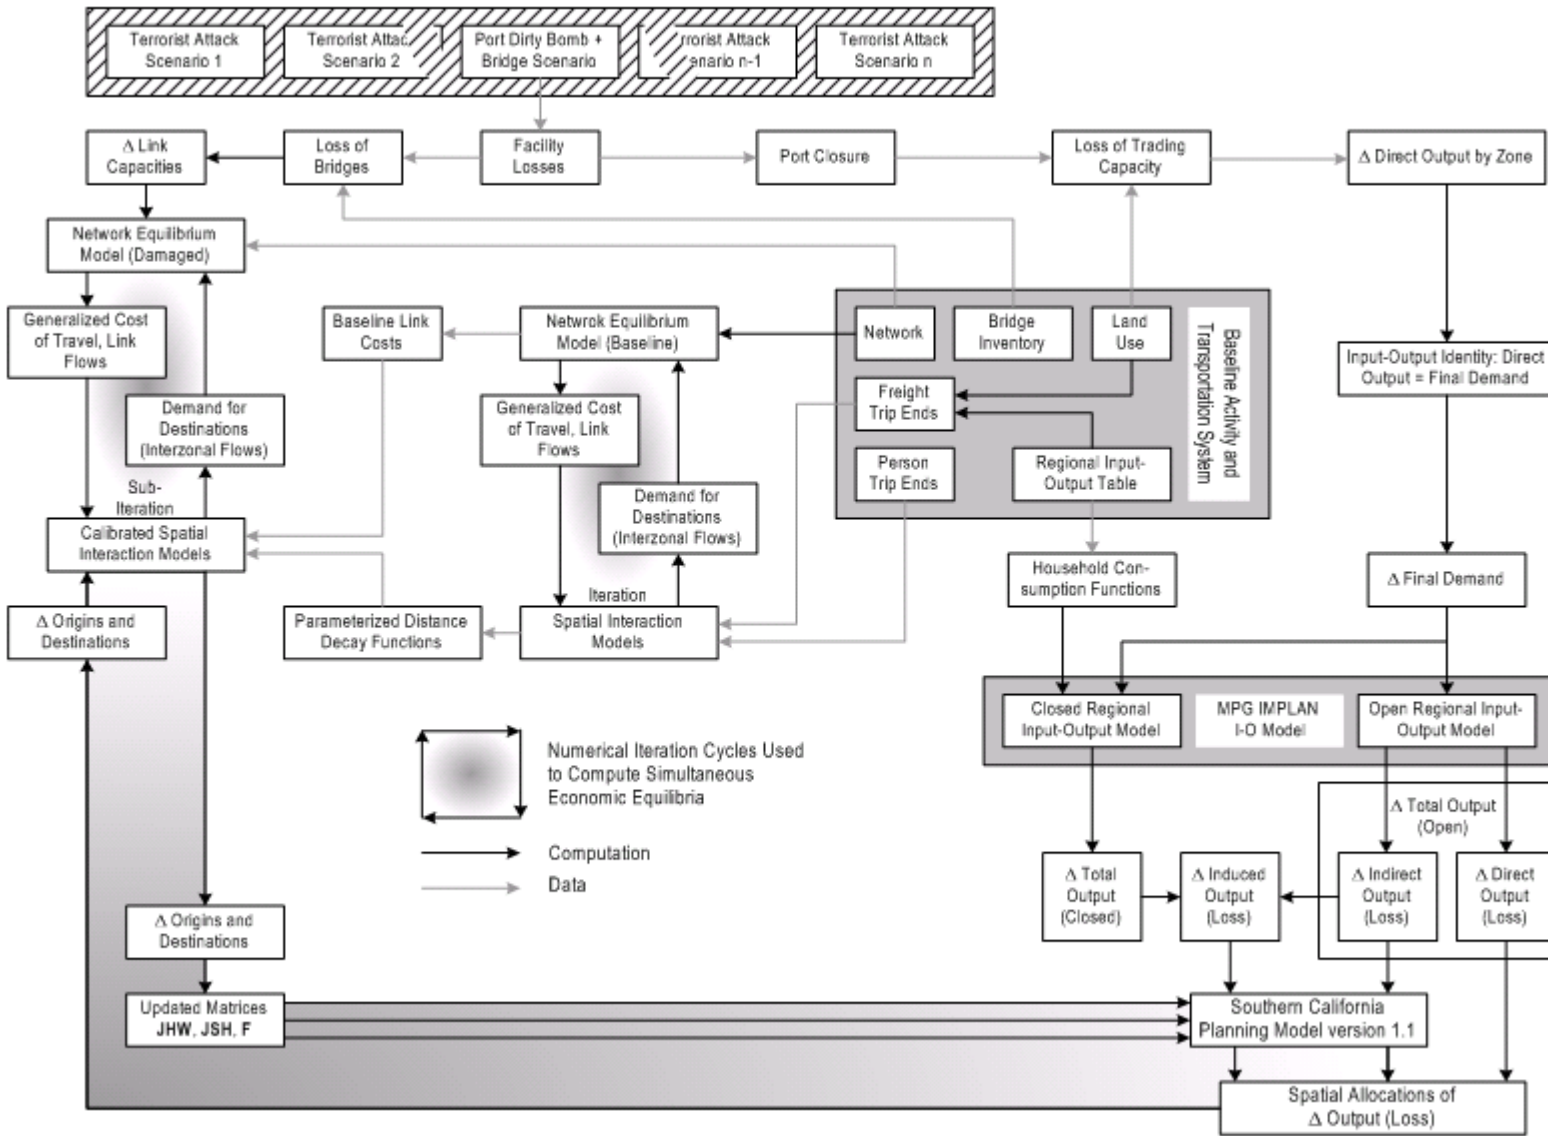 Terrorist Attack
Scenario 1
Terrorist Attac
Scenario 2
Port Dirty Bomb +
Bridge Scenario
rrorist Attack
enario n-1
Terrorist Attack
Scenario n
Δ Link
Capacities
Loss of
Bridges
Facility
Losses
Port Closure
Loss of Trading
Capacity
Δ Direct Output by Zone
Network Equilibrium
Model (Damaged)
Generalized Cost
of Travel, Link
Flows
Baseline Link
Costs
Netwrok Equilibrium
Model (Baseline)
Network
Bridge
Inventory
Land
Use
Baseline Activity and
Transportation System
Input-Output Identity: Direct
Output = Final Demand
Demand for
Destinations
(Interzonal Flows)
Generalized Cost
of Travel, Link
Flows
Freight
Trip Ends
Person
Trip Ends
Regional Input-
Output Table
Sub-
Iteration
Demand for
Destinations
(Interzonal Flows)
Calibrated Spatial
Interaction Models
Household Con-
sumption Functions
Δ Final Demand
Iteration
Δ Origins and
Destinations
Parameterized Distance
Decay Functions
Spatial Interaction
Models
Closed Regional
Input-Output Model
MPG IMPLAN
I-O Model
Open Regional Input-
Output Model
Numerical Iteration Cycles Used
to Compute Simultaneous
Economic Equilibria
Computation
Data
Δ Total Output
(Open)
Δ Total
Output
(Closed)
Δ Induced
Output
(Loss)
Δ Indirect
Output
(Loss)
Δ Direct
Output
(Loss)
Δ Origins and
Destinations
Updated Matrices
JHW, JSH, F
Southern California
Planning Model version 1.1
Spatial Allocations of
Δ Output (Loss)